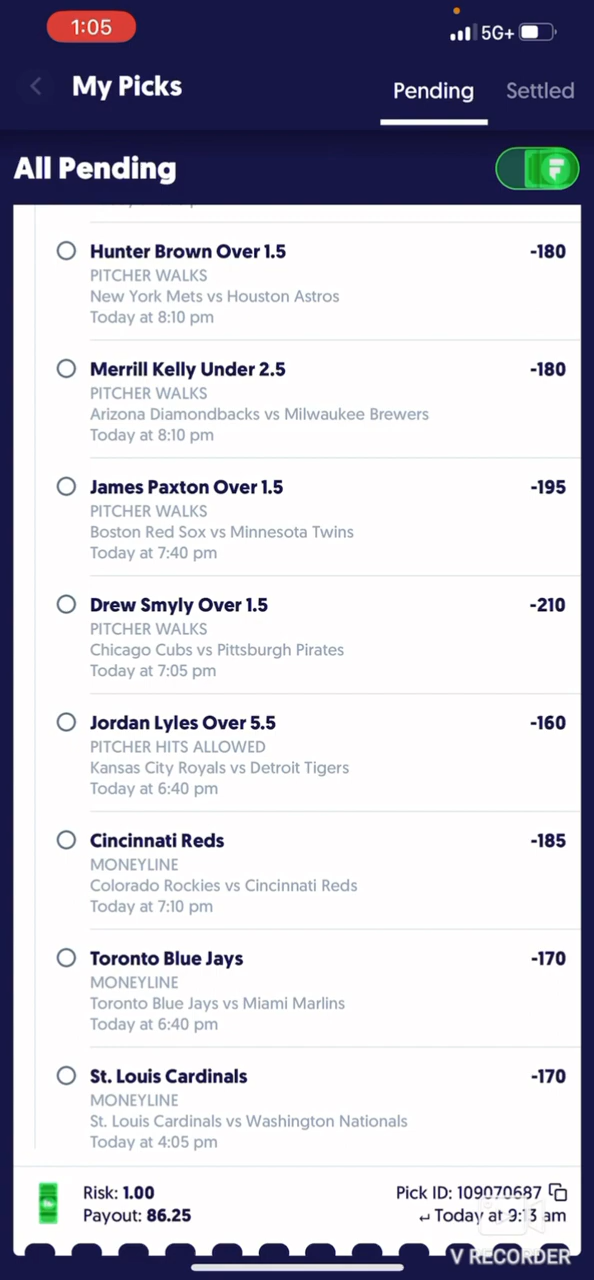 1:05
5G+
My Picks
Pending
Settled
All Pending
Hunter Brown Over 1.5 -180
PITCHER WALKS
New York Mets vs Houston Astros
Today at 8:10 pm
Merrill Kelly Under 2.5 -180
PITCHER WALKS
Arizona Diamondbacks vs Milwaukee Brewers
Today at 8:10 pm
James Paxton Over 1.5 -195
PITCHER WALKS
Boston Red Sox vs Minnesota Twins
Today at 7:40 pm
Drew Smyly Over 1.5 -210
PITCHER WALKS
Chicago Cubs vs Pittsburgh Pirates
Today at 7:05 pm
Jordan Lyles Over 5.5 -160
PITCHER HITS ALLOWED
Kansas City Royals vs Detroit Tigers
Today at 6:40 pm
Cincinnati Reds -185
MONEYLINE
Colorado Rockies vs Cincinnati Reds
Today at 7:10 pm
Toronto Blue Jays -170
MONEYLINE
Toronto Blue Jays vs Miami Marlins
Today at 6:40 pm
St. Louis Cardinals -170
MONEYLINE
St. Louis Cardinals vs Washington Nationals
Today at 4:05 pm
Risk: 1.00 Pick ID: 109070687
Payout: 86.25 Today at 9:13 am
V RECORDER